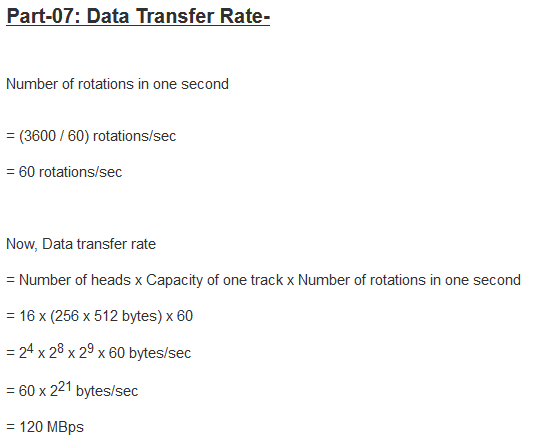 Part-07: Data Transfer Rate-
Number of rotations in one second
= (3600 / 60) rotations/sec
= 60 rotations/sec
Now, Data transfer rate
= Number of heads x Capacity of one track x Number of rotations in one second
= 16 x (256 x 512 bytes) x 60
= 2⁴ x 2⁸ x 2⁹ x 60 bytes/sec
= 60 x 2²¹ bytes/sec
= 120 MBps